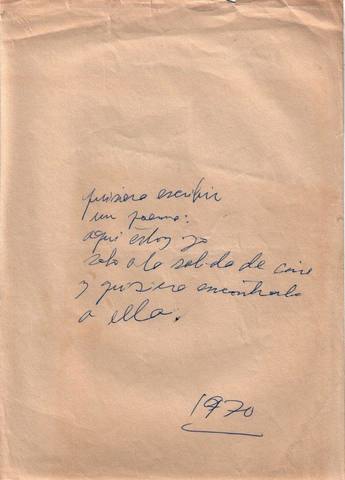 quisiera escribir
un poema:
aquí estoy yo
solo a la salida de cine
y quisiera encontrarla
a ella.
1970